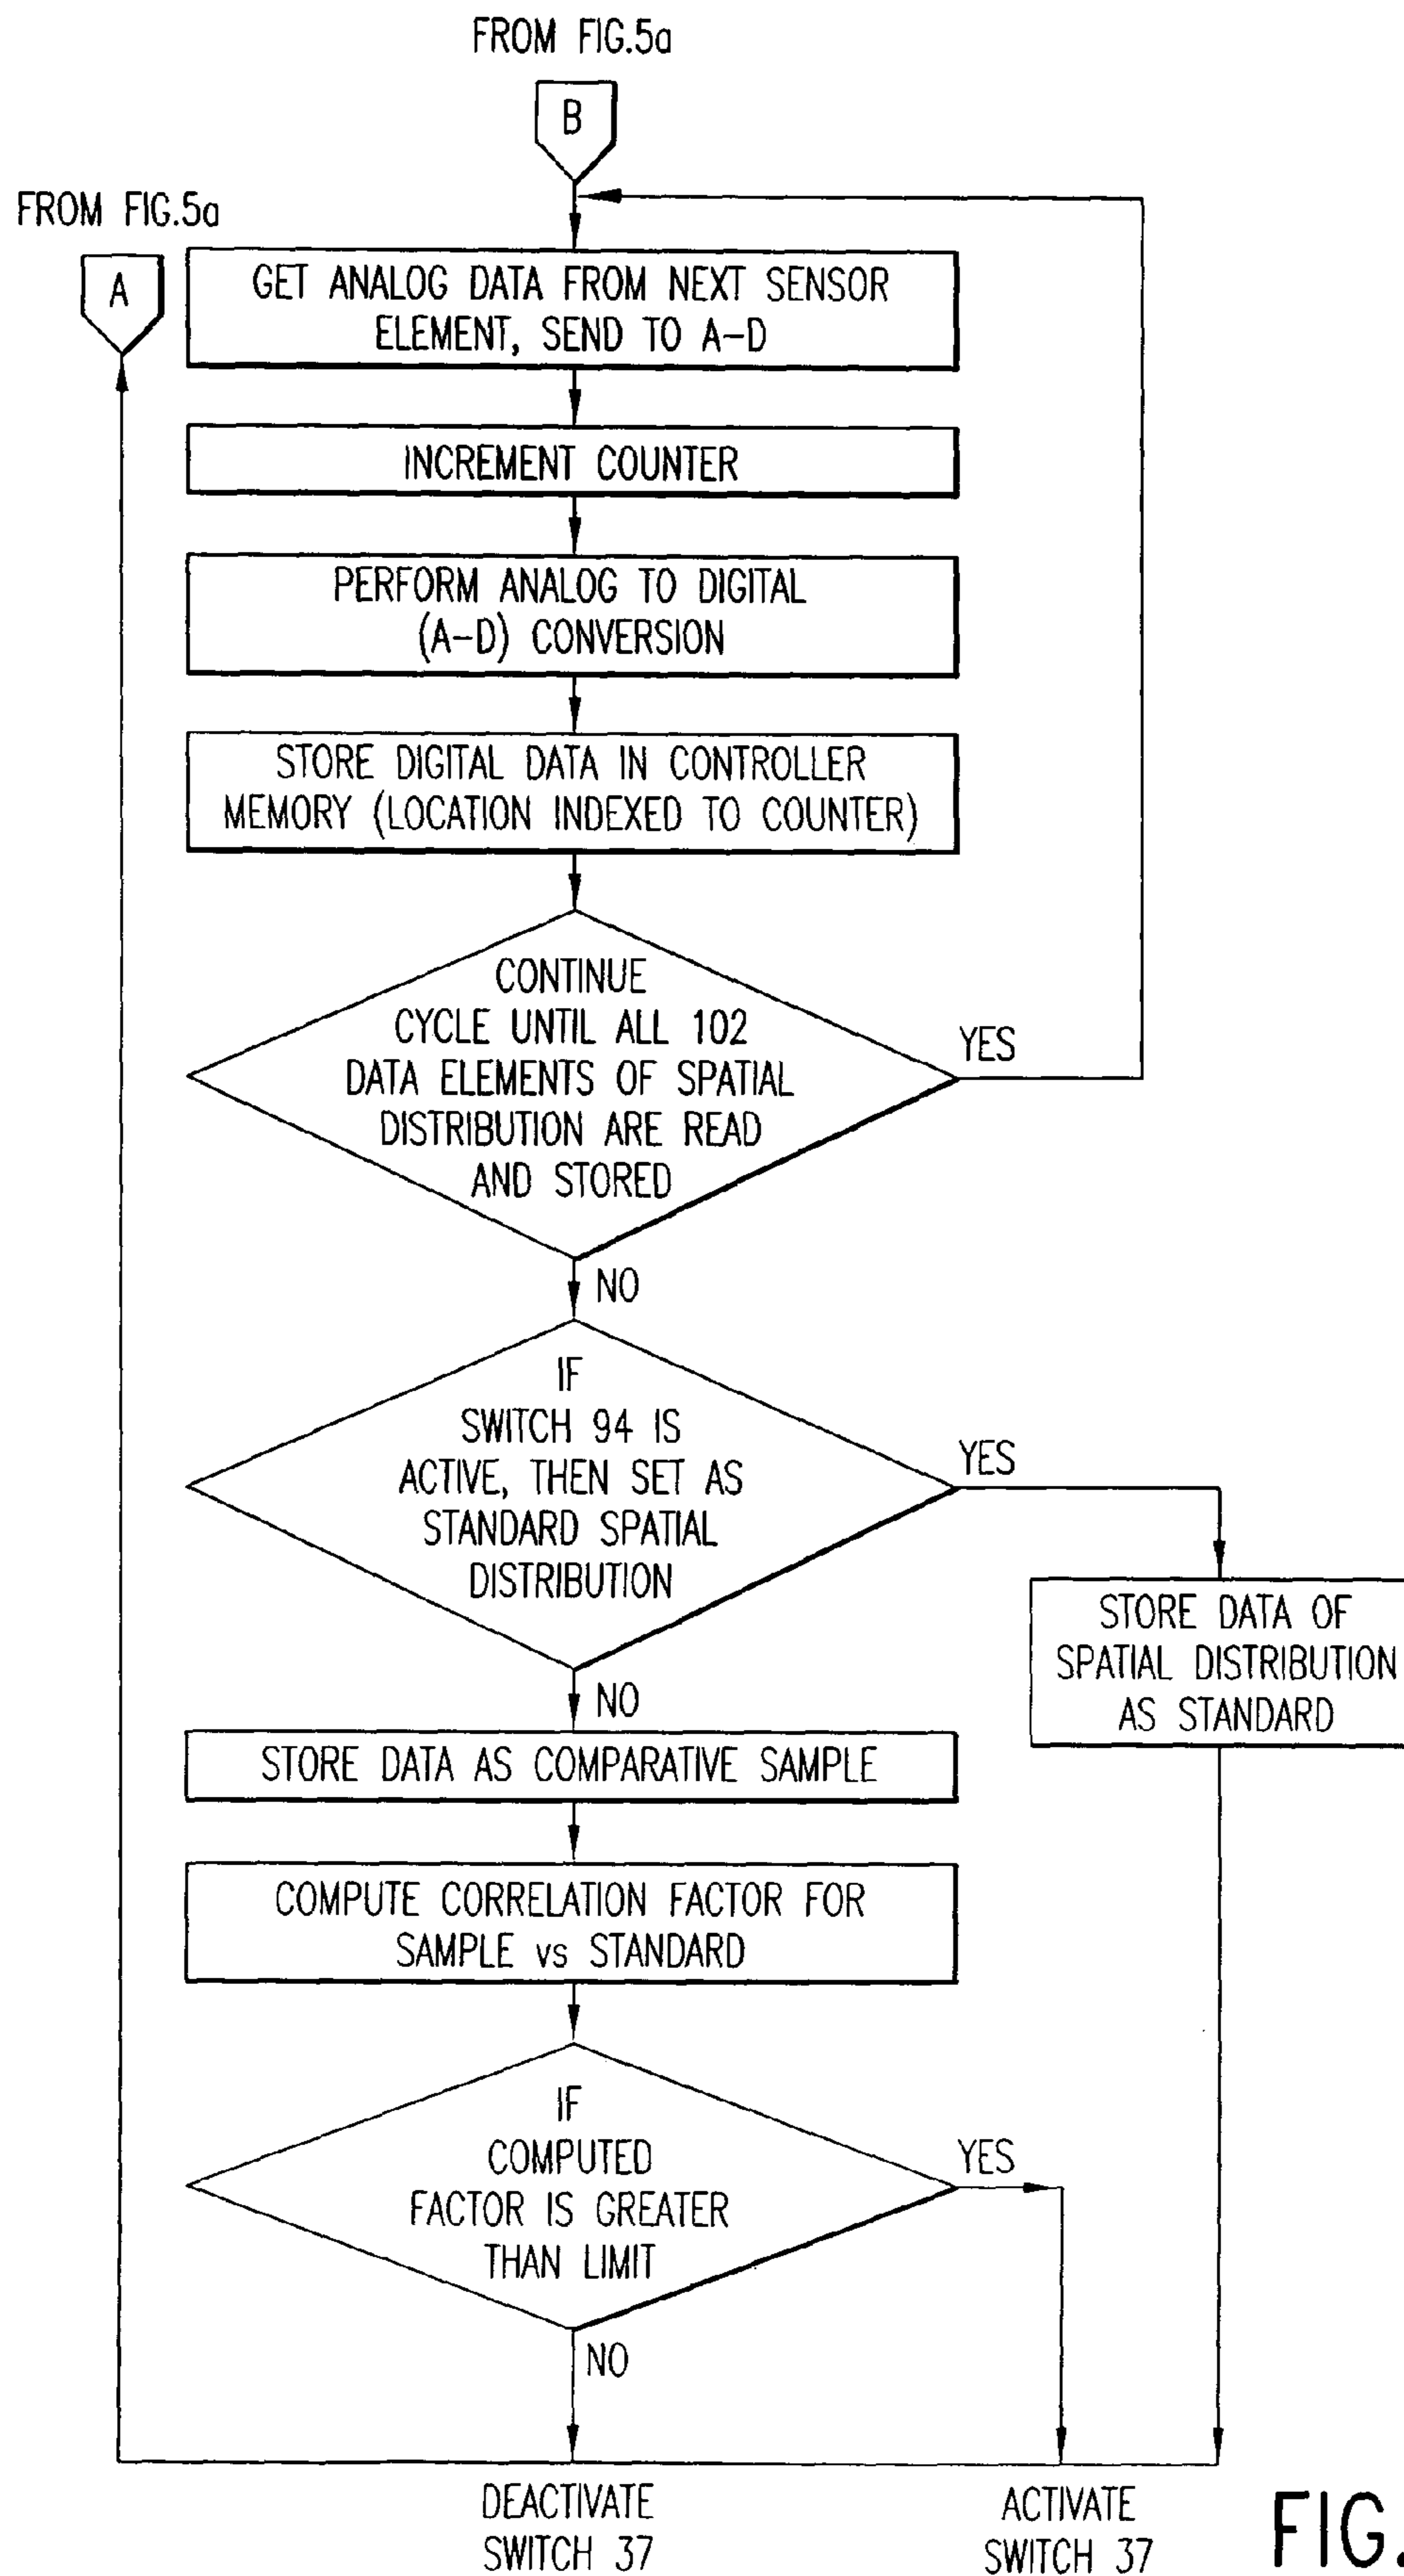 FROM FIG.5a
B
FROM FIG.5a
A
GET ANALOG DATA FROM NEXT SENSOR
ELEMENT, SEND TO A-D
INCREMENT COUNTER
PERFORM ANALOG TO DIGITAL
(A-D) CONVERSION
STORE DIGITAL DATA IN CONTROLLER
MEMORY (LOCATION INDEXED TO COUNTER)
CONTINUE
CYCLE UNTIL ALL 102
DATA ELEMENTS OF SPATIAL
DISTRIBUTION ARE READ
AND STORED
YES
NO
IF
SWITCH 94 IS
ACTIVE, THEN SET AS
STANDARD SPATIAL
DISTRIBUTION
YES
STORE DATA OF
SPATIAL DISTRIBUTION
AS STANDARD
NO
STORE DATA AS COMPARATIVE SAMPLE
COMPUTE CORRELATION FACTOR FOR
SAMPLE vs STANDARD
IF
COMPUTED
FACTOR IS GREATER
THAN LIMIT
YES
NO
DEACTIVATE
SWITCH 37
ACTIVATE
SWITCH 37
FIG.